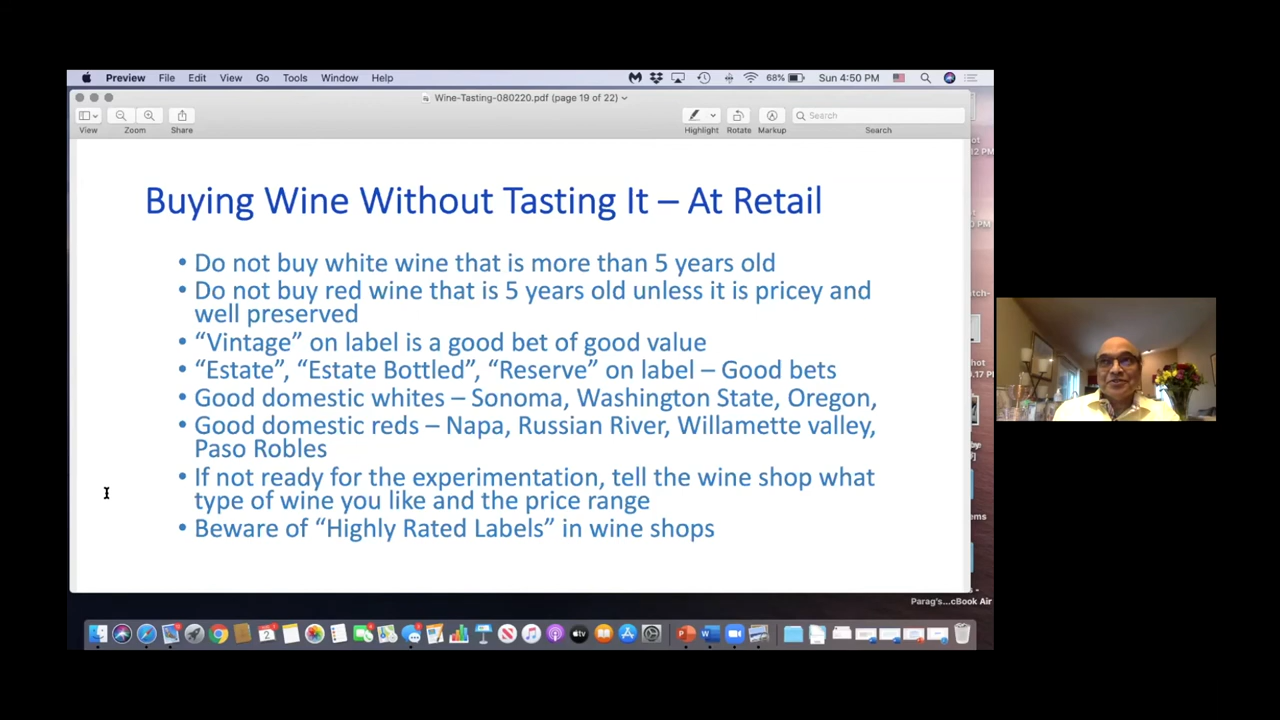 Preview File Edit View Go Tools Window Help 68% Sun 4:50 PM
Wine-Tasting-080220.pdf (page 19 of 22)
Search
View Zoom Share Highlight Rotate Markup Search
Buying Wine Without Tasting It – At Retail
• Do not buy white wine that is more than 5 years old
• Do not buy red wine that is 5 years old unless it is pricey and
well preserved
• “Vintage” on label is a good bet of good value
• “Estate”, “Estate Bottled”, “Reserve” on label – Good bets
• Good domestic whites – Sonoma, Washington State, Oregon,
• Good domestic reds – Napa, Russian River, Willamette valley,
Paso Robles
• If not ready for the experimentation, tell the wine shop what
type of wine you like and the price range
• Beware of “Highly Rated Labels” in wine shops
Parag's...cBook Air